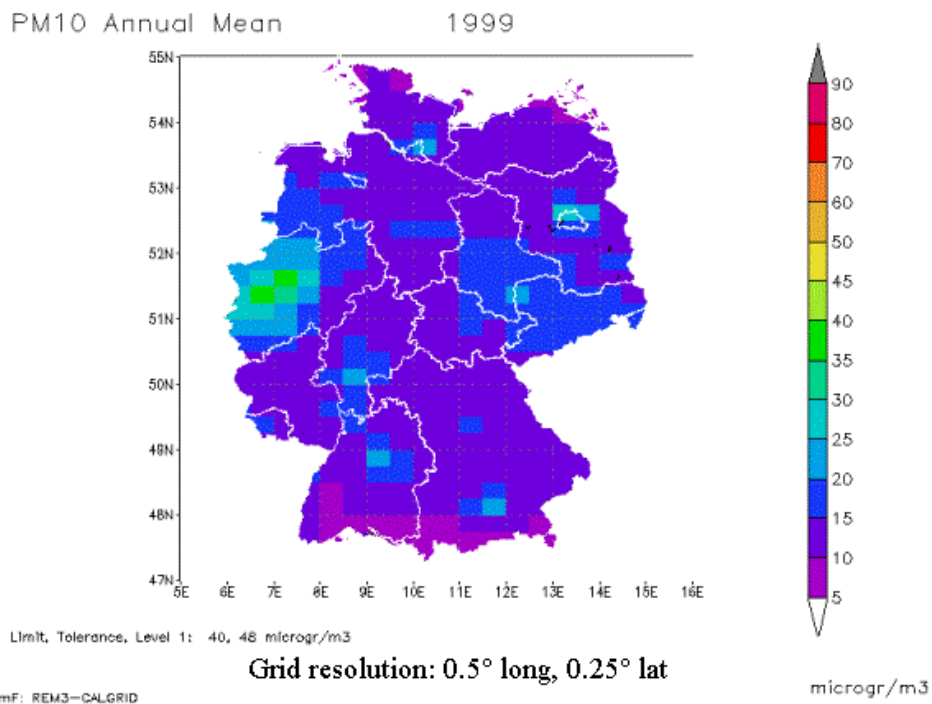 PM10 Annual Mean 1999
55N
54N
53N
52N
51N
50N
49N
48N
47N
5E 6E 7E 8E 9E 10E 11E 12E 13E 14E 15E 16E
90
80
70
60
50
45
40
35
30
25
20
15
10
5
Limit, Tolerance, Level 1: 40, 48 microgr/m3
Grid resolution: 0.5° long, 0.25° lat
microgr/m3
mF: REM3-CALGRID